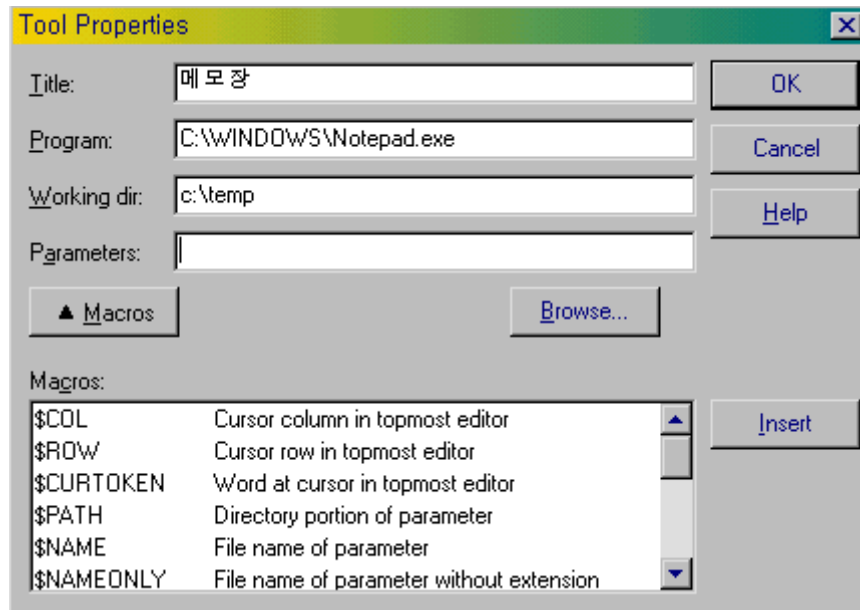 Tool Properties
Title: 메모장 OK
Program: C:\WINDOWS\Notepad.exe Cancel
Working dir: c:\temp Help
Parameters:
▲ Macros Browse...
Macros:
$COL Cursor column in topmost editor Insert
$ROW Cursor row in topmost editor
$CURTOKEN Word at cursor in topmost editor
$PATH Directory portion of parameter
$NAME File name of parameter
$NAMEONLY File name of parameter without extension